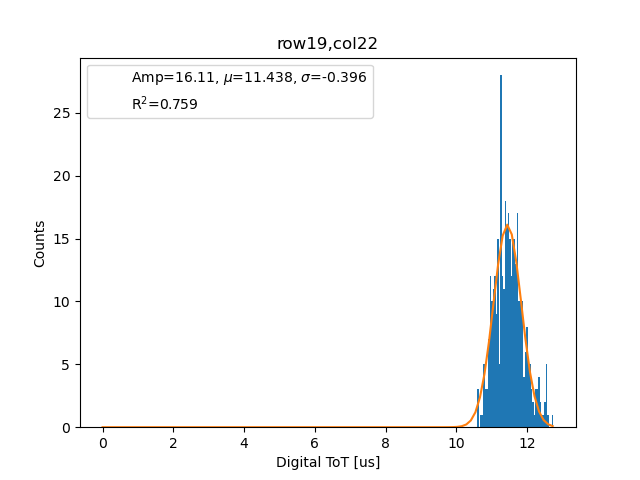 row19,col22
Amp=16.11, μ=11.438, σ=-0.396
R²=0.759
Counts
25
20
15
10
5
0
0 2 4 6 8 10 12
Digital ToT [us]